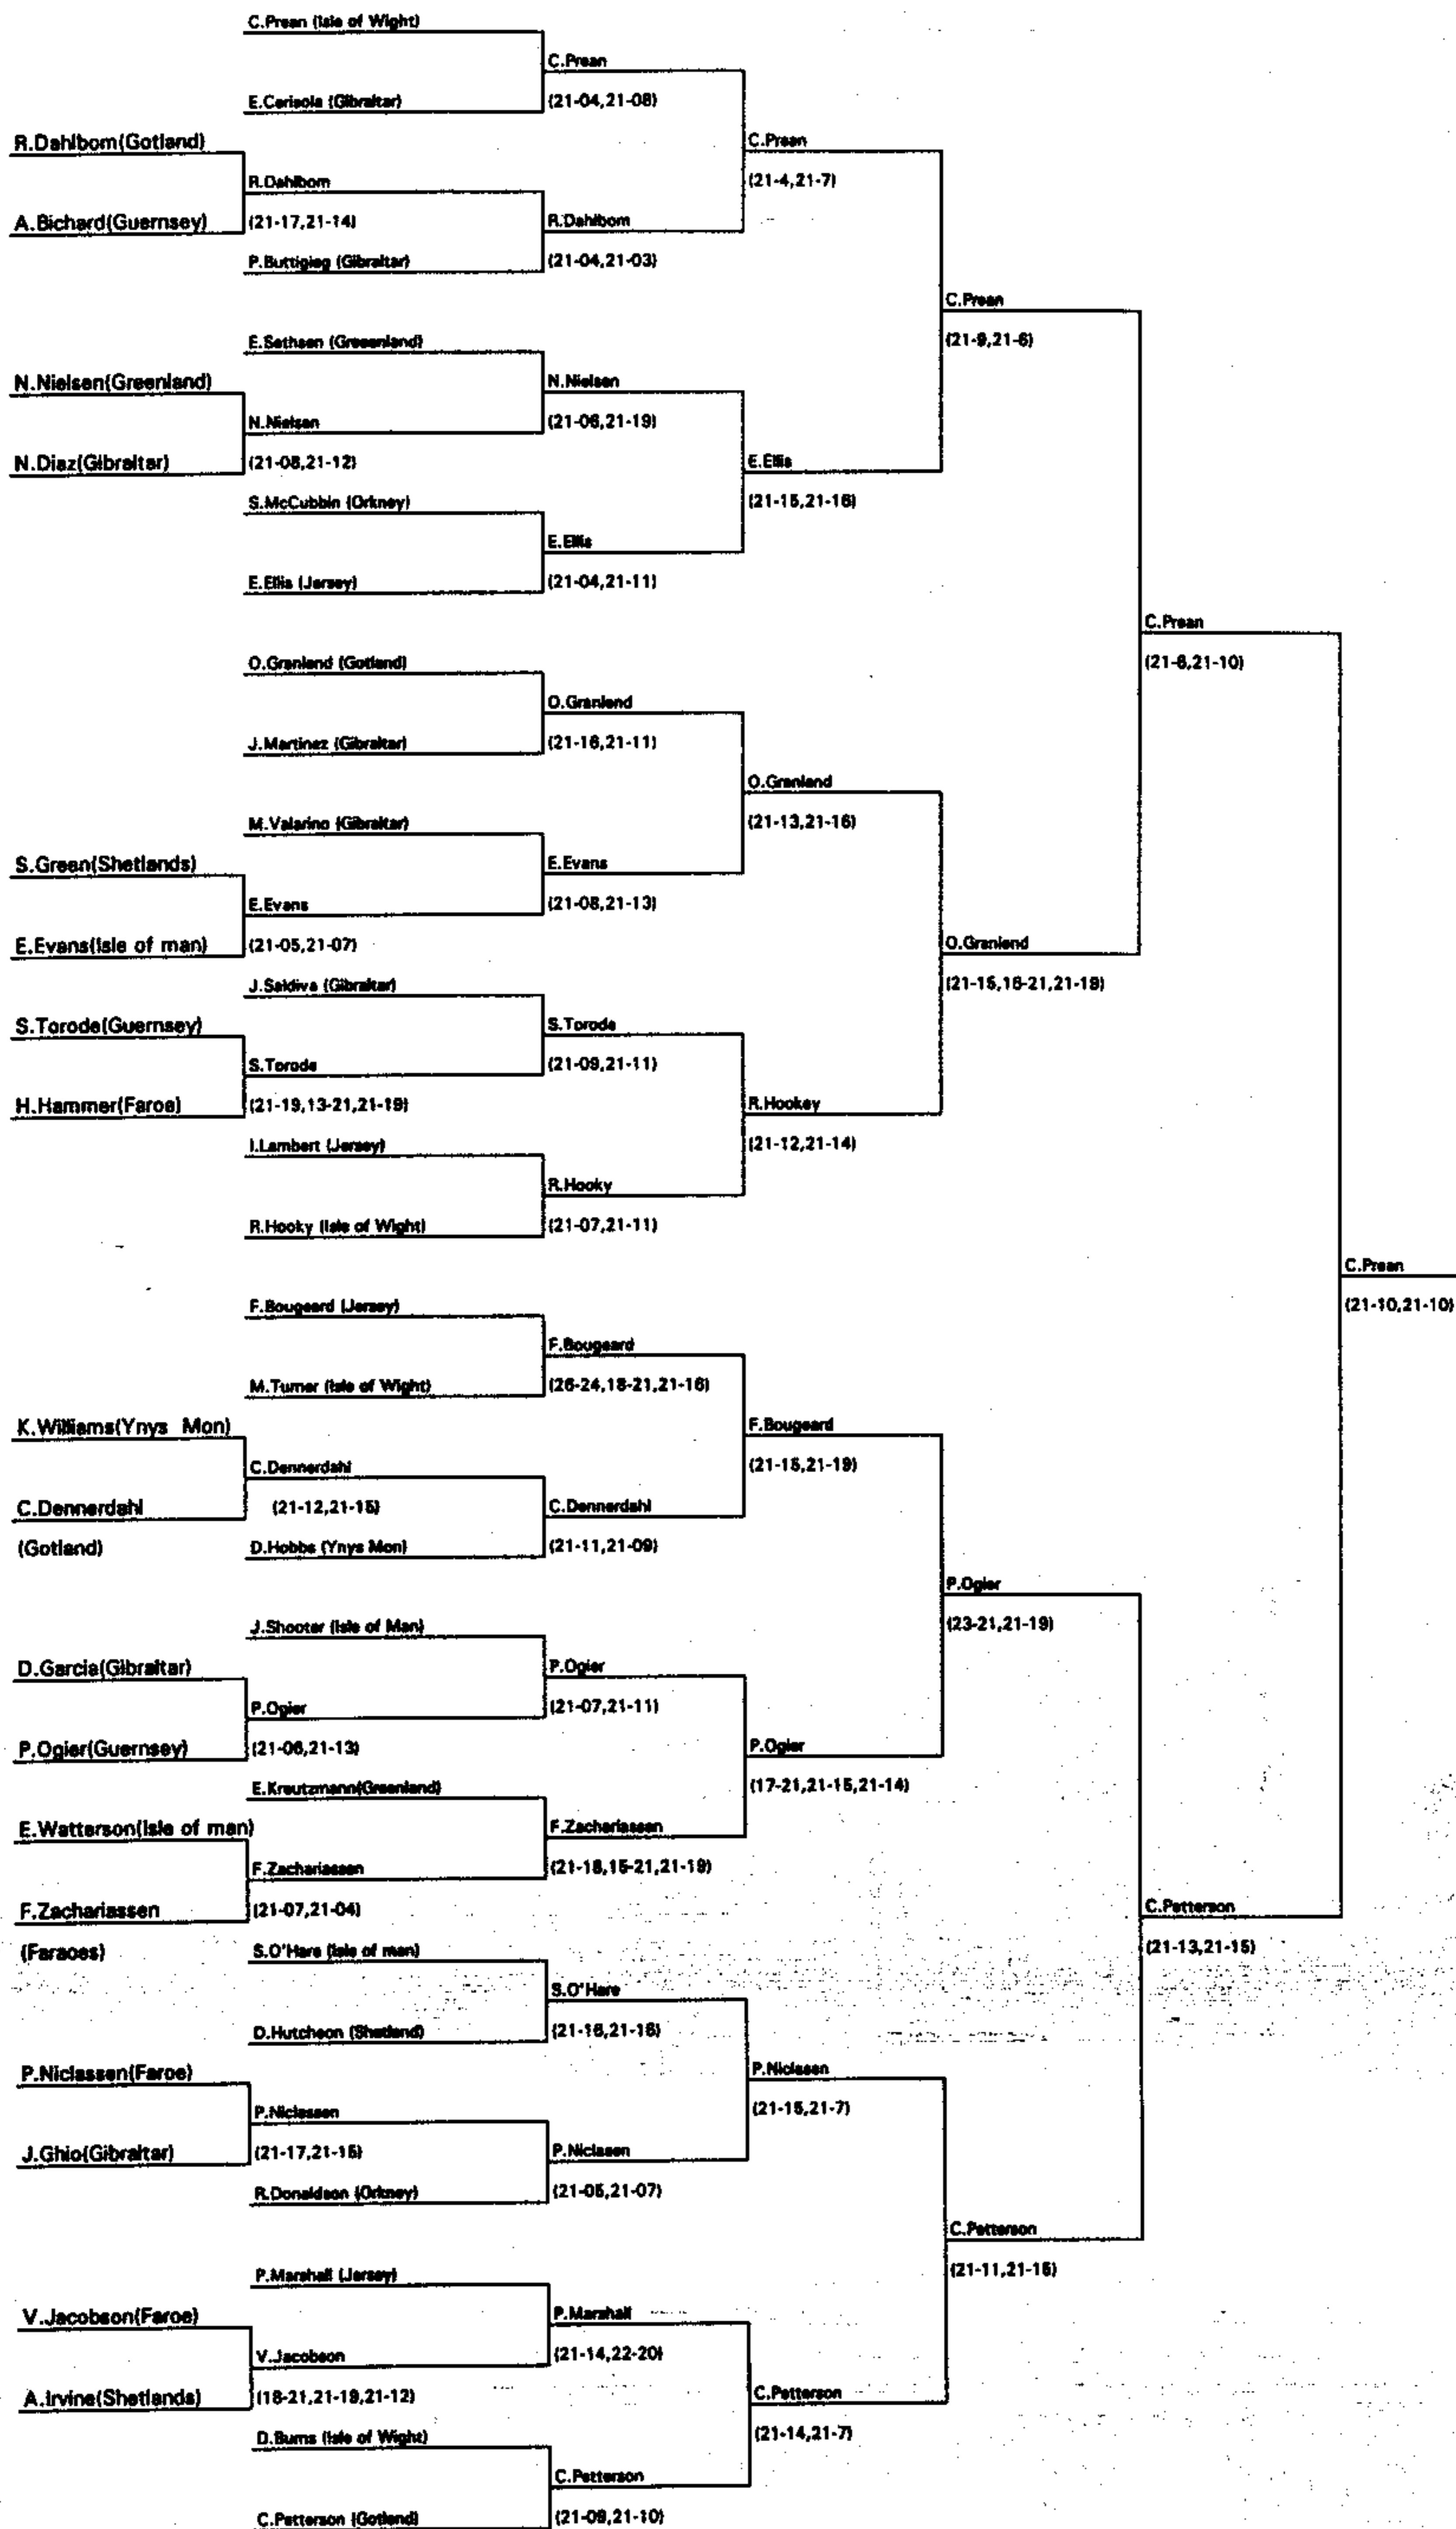 C.Prean (Isle of Wight)
C.Prean
E.Cerisola (Gibraltar)
(21-04,21-08)
R.Dahlbom(Gotland)
C.Prean
R.Dahlbom
(21-4,21-7)
A.Bichard(Guernsey)
(21-17,21-14)
R.Dahlbom
P.Buttigieg (Gibraltar)
(21-04,21-03)
C.Prean
E.Sethsen (Greeenland)
(21-9,21-6)
N.Nielsen(Greenland)
N.Nielsen
N.Nielsen
(21-06,21-19)
N.Diaz(Gibraltar)
(21-08,21-12)
E.Ellis
S.McCubbin (Orkney)
(21-15,21-16)
E.Ellis
E.Ellis (Jersey)
(21-04,21-11)
C.Prean
O.Granlend (Gotland)
(21-6,21-10)
O.Granlend
J.Martinez (Gibraltar)
(21-16,21-11)
O.Granlend
M.Valarino (Gibraltar)
(21-13,21-16)
S.Green(Shetlands)
E.Evans
E.Evans
(21-08,21-13)
E.Evans(Isle of man)
(21-05,21-07)
O.Granlend
J.Saldiva (Gibraltar)
(21-15,16-21,21-19)
S.Torode(Guernsey)
S.Torode
S.Torode
(21-09,21-11)
H.Hammer(Faroe)
(21-19,13-21,21-19)
R.Hookey
I.Lambert (Jersey)
(21-12,21-14)
R.Hooky
R.Hooky (Isle of Wight)
(21-07,21-11)
C.Prean
F.Bougeard (Jersey)
(21-10,21-10)
F.Bougeard
M.Turner (Isle of Wight)
(26-24,18-21,21-16)
K.Williams(Ynys Mon)
F.Bougeard
C.Dennerdahl
(21-15,21-19)
C.Dennerdahl
(21-12,21-15)
C.Dennerdahl
(Gotland)
D.Hobbs (Ynys Mon)
(21-11,21-09)
P.Ogier
J.Shooter (Isle of Man)
(23-21,21-19)
D.Garcia(Gibraltar)
P.Ogier
P.Ogier
(21-07,21-11)
P.Ogier(Guernsey)
(21-06,21-13)
P.Ogier
E.Kreutzmann(Greenland)
(17-21,21-15,21-14)
E.Watterson(Isle of man)
F.Zachariassen
F.Zachariassen
(21-18,15-21,21-19)
F.Zachariassen
(21-07,21-04)
C.Petterson
(Faraoes)
S.O'Hare (Isle of man)
(21-13,21-15)
S.O'Hare
D.Hutcheon (Shetland)
(21-16,21-16)
P.Niclassen(Faroe)
P.Niclasen
P.Niclassen
(21-15,21-7)
J.Ghio(Gibraltar)
(21-17,21-15)
P.Niclasen
R.Donaldson (Orkney)
(21-05,21-07)
C.Petterson
P.Marshall (Jersey)
(21-11,21-15)
V.Jacobson(Faroe)
P.Marshall
V.Jacobson
(21-14,22-20)
A.Irvine(Shetlands)
(18-21,21-19,21-12)
C.Petterson
D.Burns (Isle of Wight)
(21-14,21-7)
C.Petterson
C.Petterson (Gotlend)
(21-09,21-10)